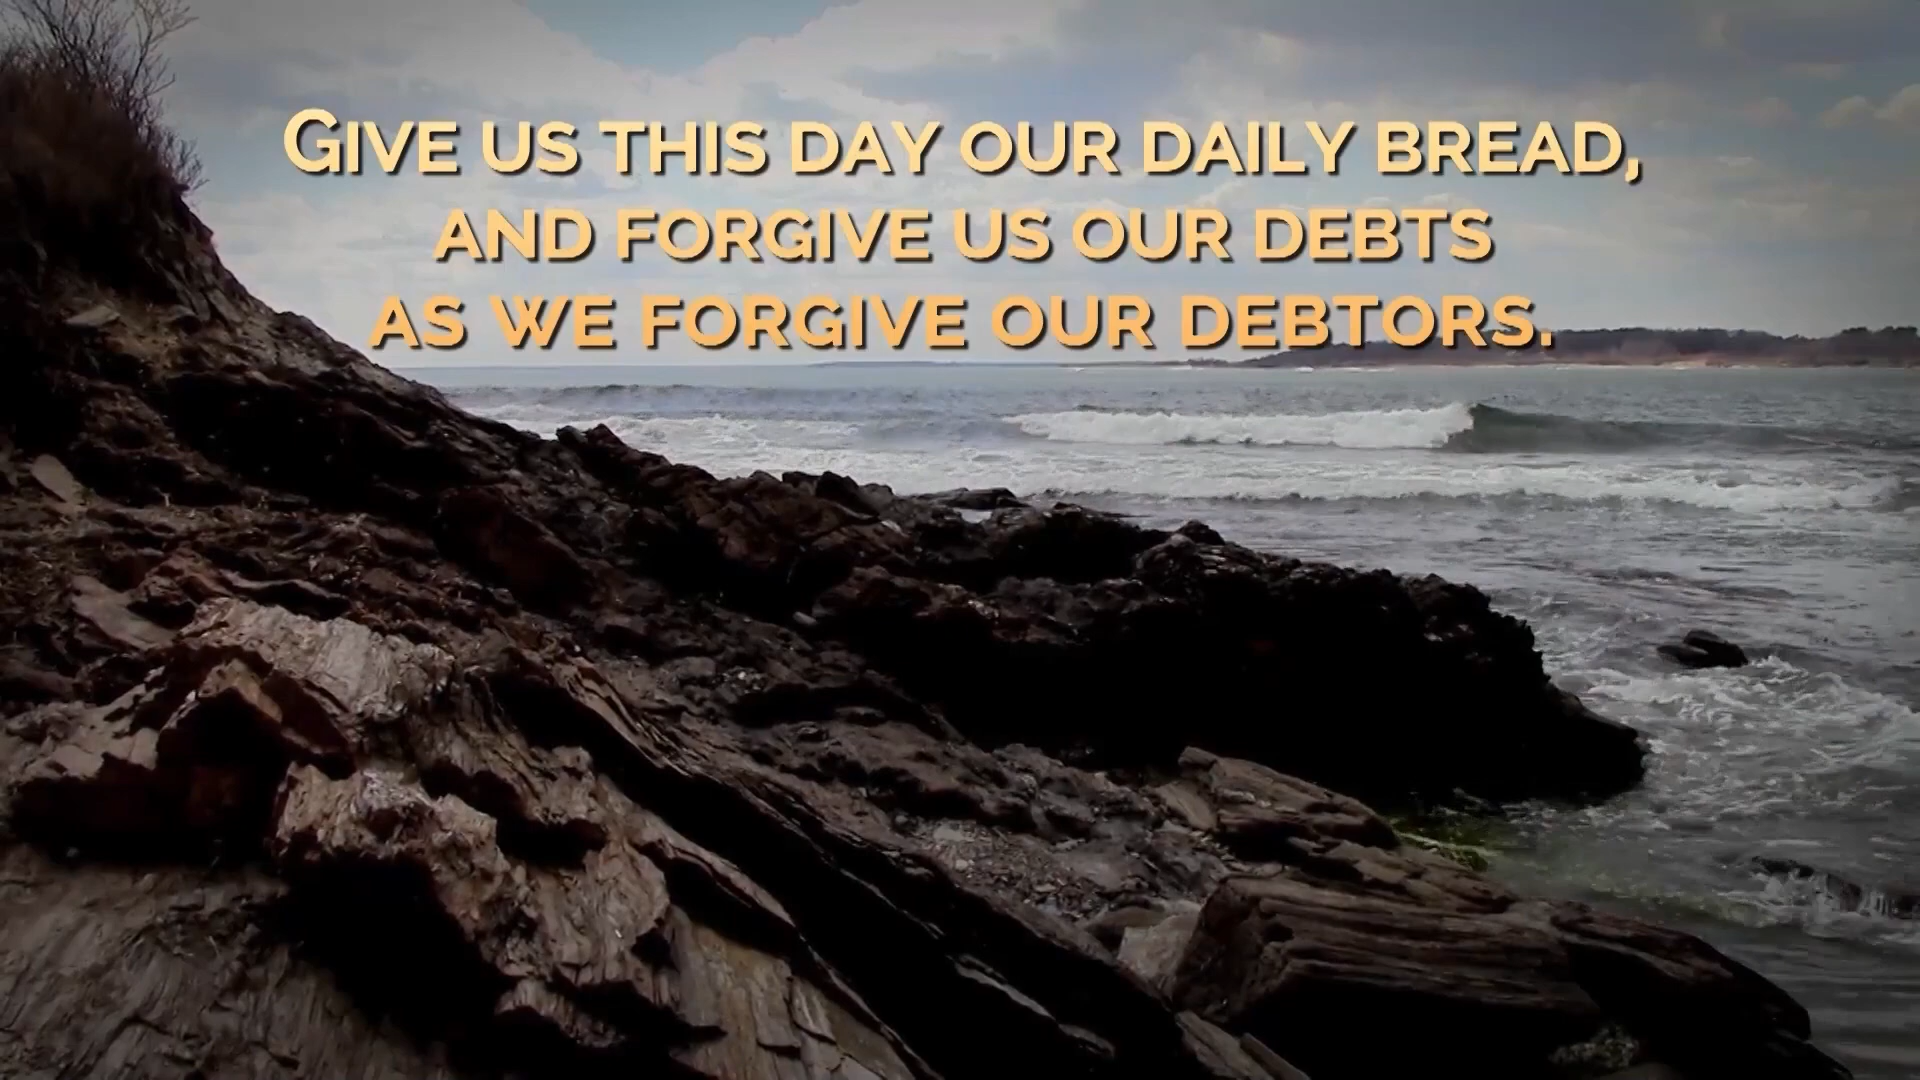 Give us this day our daily bread,
and forgive us our debts
as we forgive our debtors.